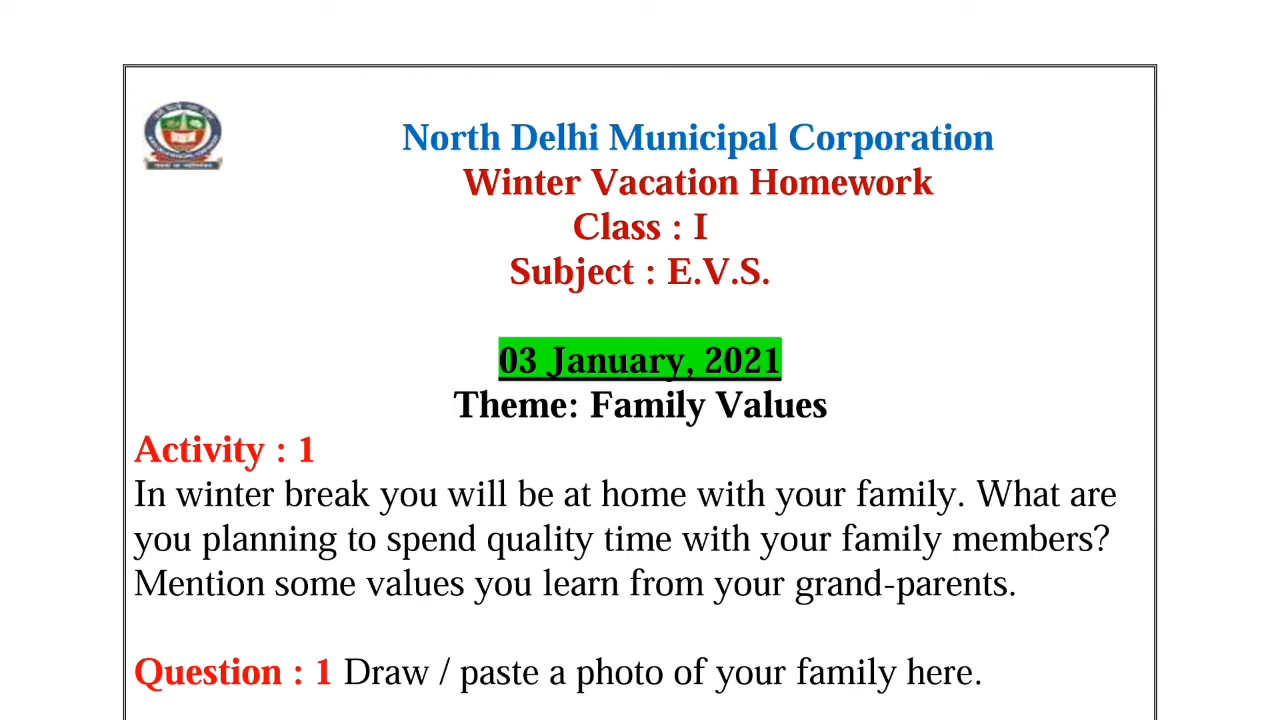 North Delhi Municipal Corporation
Winter Vacation Homework
Class : I
Subject : E.V.S.
03 January, 2021
Theme: Family Values
Activity : 1
In winter break you will be at home with your family. What are
you planning to spend quality time with your family members?
Mention some values you learn from your grand-parents.
Question : 1 Draw / paste a photo of your family here.